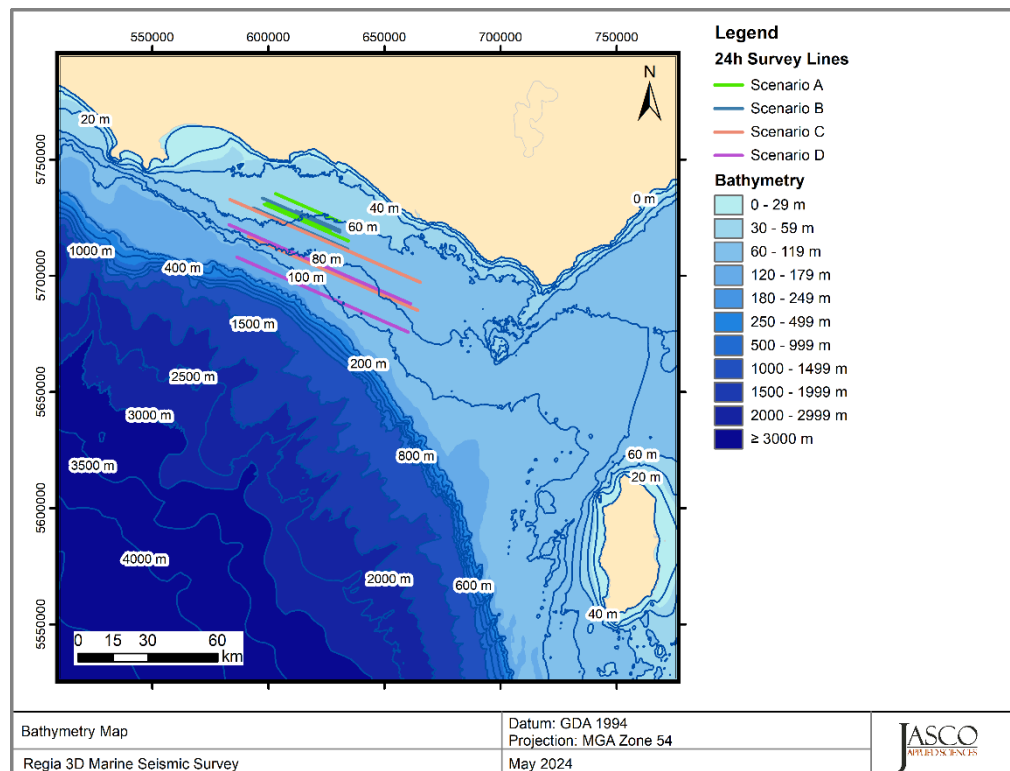 550000 600000 650000 700000 750000
5750000
5700000
5650000
5600000
5550000
N
20 m
40 m
0 m
60 m
80 m
100 m
1000 m
400 m
1500 m
200 m
2500 m
3000 m
800 m
3500 m
60 m
20 m
4000 m
2000 m
600 m
40 m
0 15 30 60
km
Legend
24h Survey Lines
Scenario A
Scenario B
Scenario C
Scenario D
Bathymetry
0 - 29 m
30 - 59 m
60 - 119 m
120 - 179 m
180 - 249 m
250 - 499 m
500 - 999 m
1000 - 1499 m
1500 - 1999 m
2000 - 2999 m
≥ 3000 m
Bathymetry Map
Regia 3D Marine Seismic Survey
Datum: GDA 1994
Projection: MGA Zone 54
May 2024
JASCO
APPLIED SCIENCES